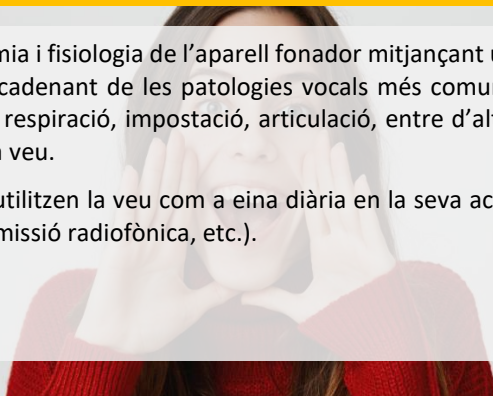 mia i fisiologia de l’aparell fonador mitjançant u
cadenant de les patologies vocals més comu
respiració, impostació, articulació, entre d’alt
veu.
utilitzen la veu com a eina diària en la seva ac
missió radiofònica, etc.).